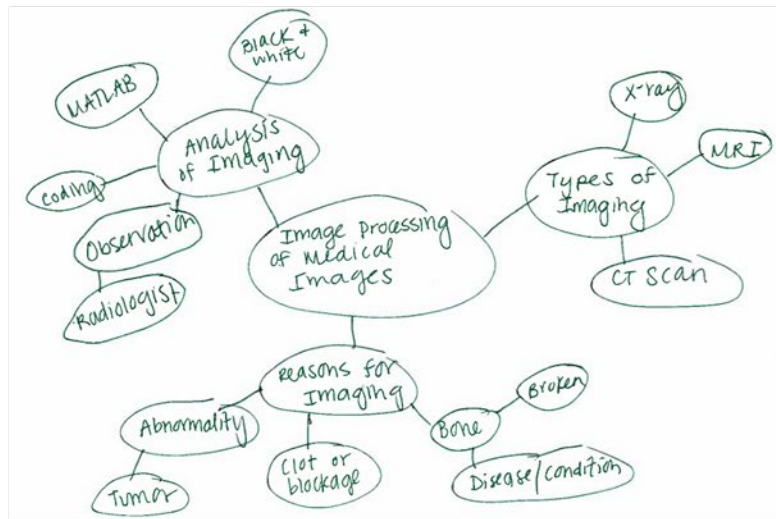 Black &
white
MATLAB
Analysis
of Imaging
coding
Observation
Radiologist
Image Processing
of Medical
Images
X-ray
MRI
Types of
Imaging
CT Scan
Reasons for
Imaging
Abnormality
Tumor
Clot or
blockage
Bone
Broken
Disease/condition